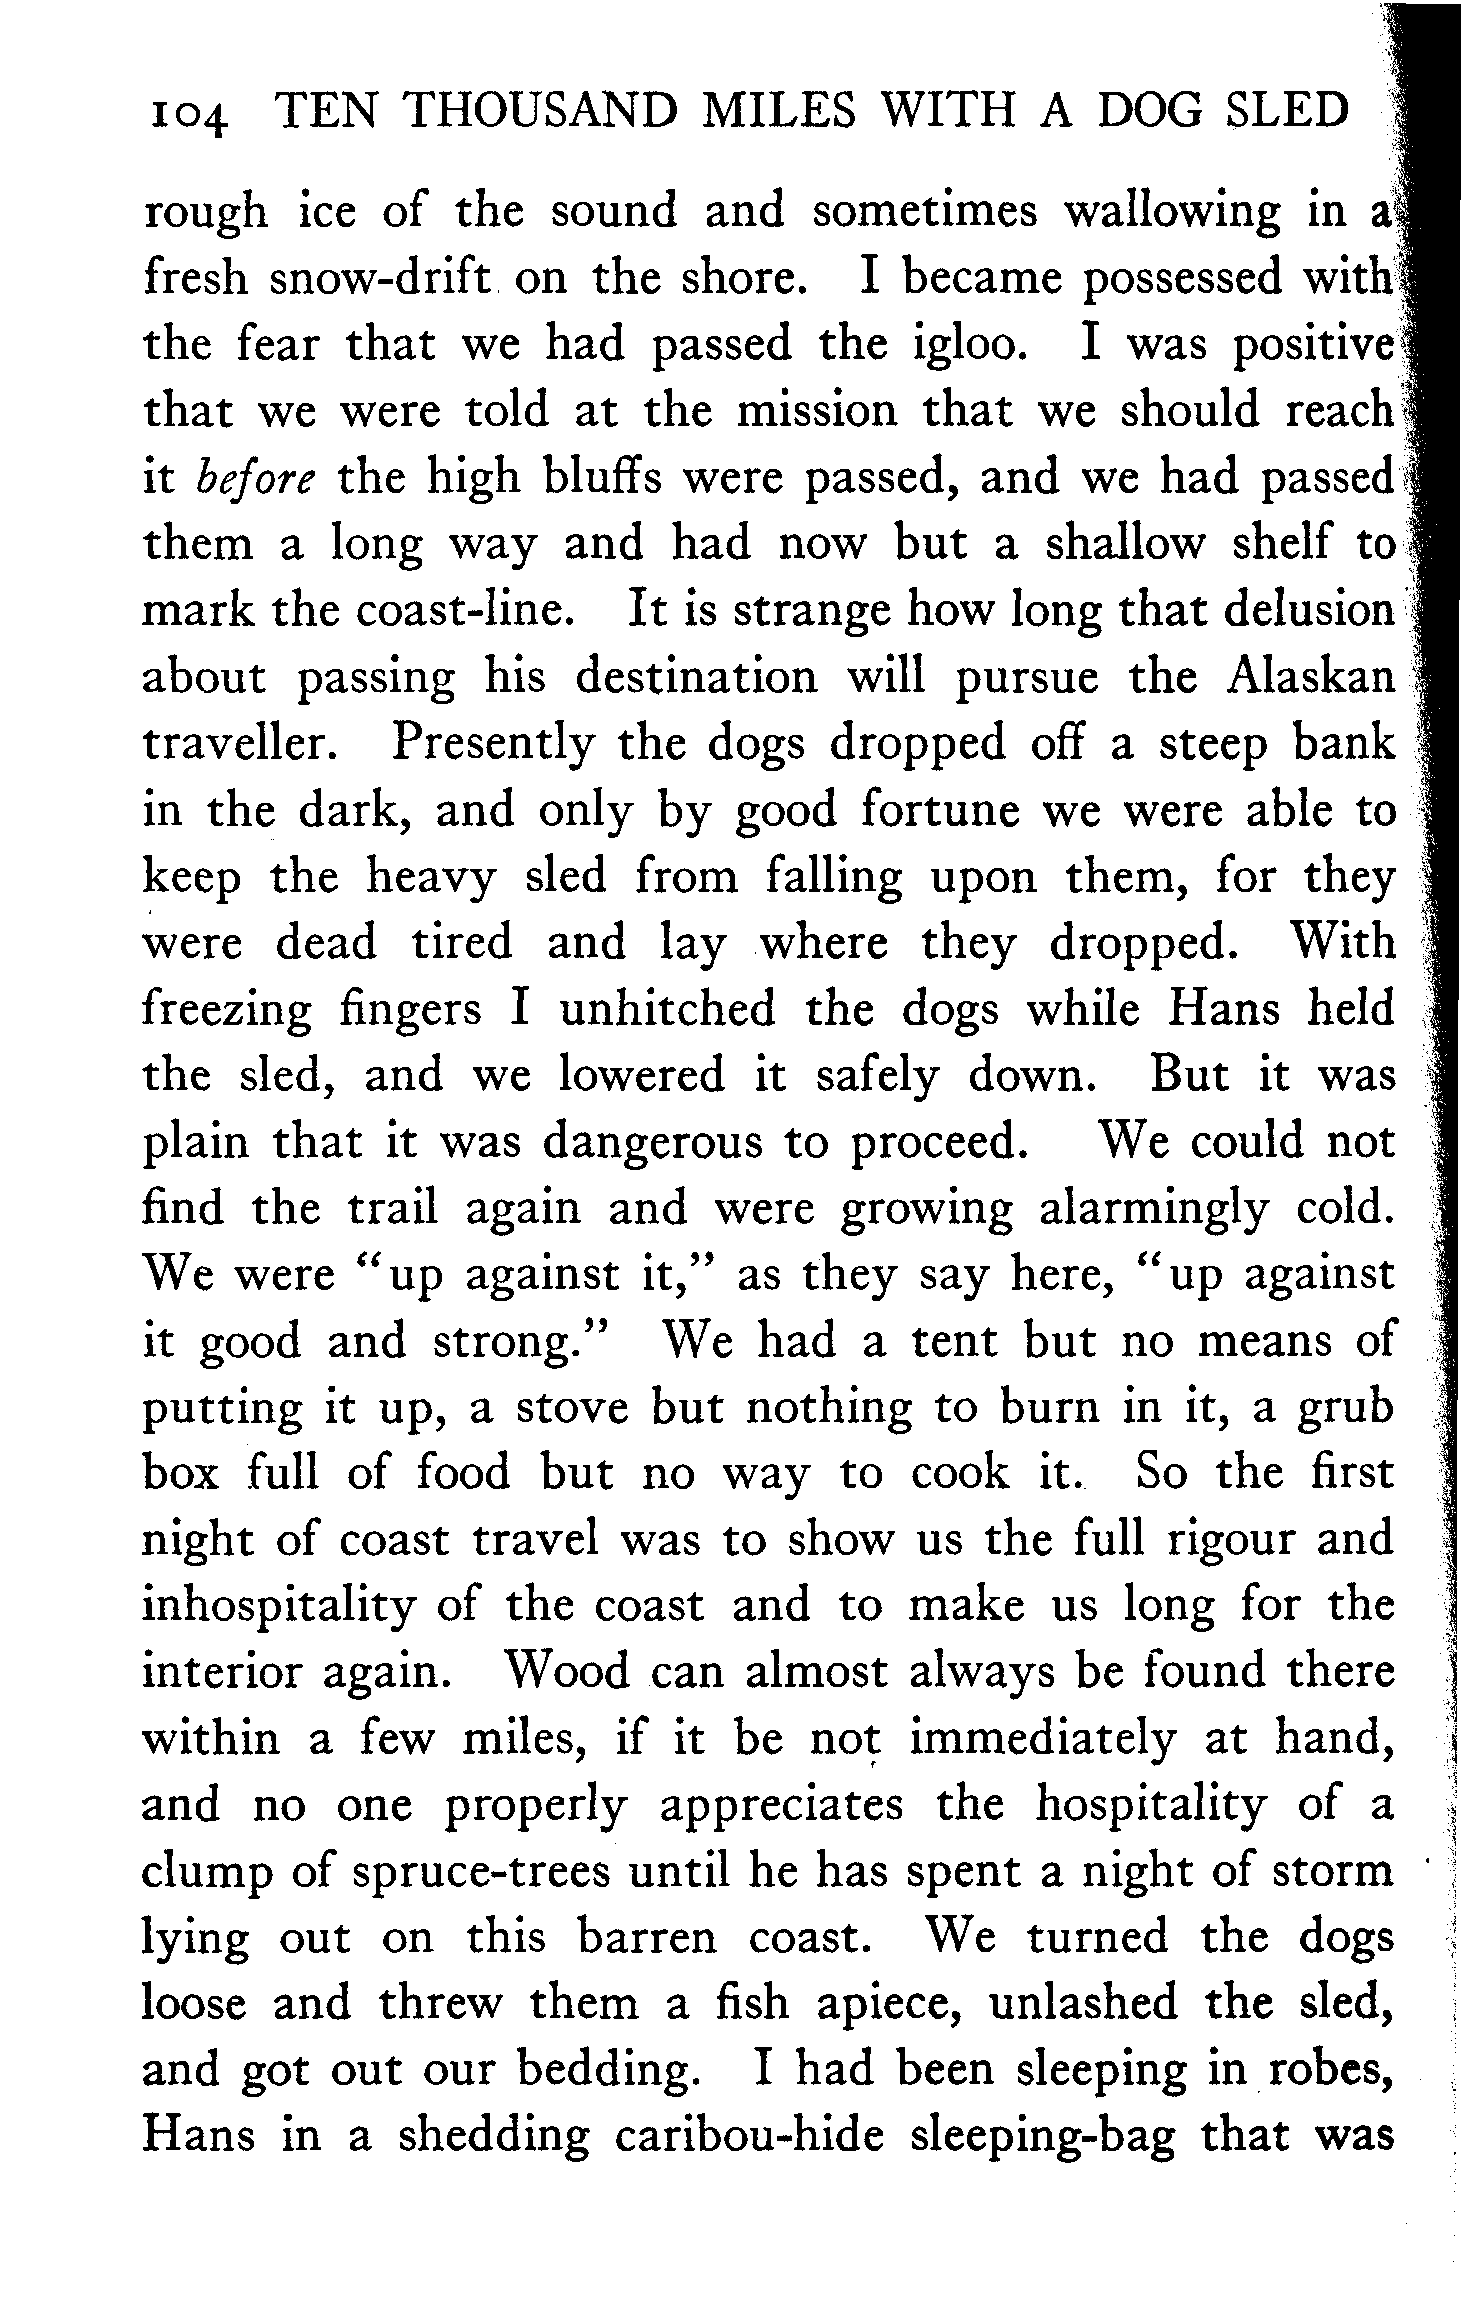 104 TEN THOUSAND MILES WITH A DOG SLED
rough ice of the sound and sometimes wallowing in a
fresh snow-drift on the shore. I became possessed with
the fear that we had passed the igloo. I was positive
that we were told at the mission that we should reach
it before the high bluffs were passed, and we had passed
them a long way and had now but a shallow shelf to
mark the coast-line. It is strange how long that delusion
about passing his destination will pursue the Alaskan
traveller. Presently the dogs dropped off a steep bank
in the dark, and only by good fortune we were able to
keep the heavy sled from falling upon them, for they
were dead tired and lay where they dropped. With
freezing fingers I unhitched the dogs while Hans held
the sled, and we lowered it safely down. But it was
plain that it was dangerous to proceed. We could not
find the trail again and were growing alarmingly cold.
We were "up against it," as they say here, "up against
it good and strong." We had a tent but no means of
putting it up, a stove but nothing to burn in it, a grub
box full of food but no way to cook it. So the first
night of coast travel was to show us the full rigour and
inhospitality of the coast and to make us long for the
interior again. Wood can almost always be found there
within a few miles, if it be not immediately at hand,
and no one properly appreciates the hospitality of a
clump of spruce-trees until he has spent a night of storm
lying out on this barren coast. We turned the dogs
loose and threw them a fish apiece, unlashed the sled,
and got out our bedding. I had been sleeping in robes,
Hans in a shedding caribou-hide sleeping-bag that was